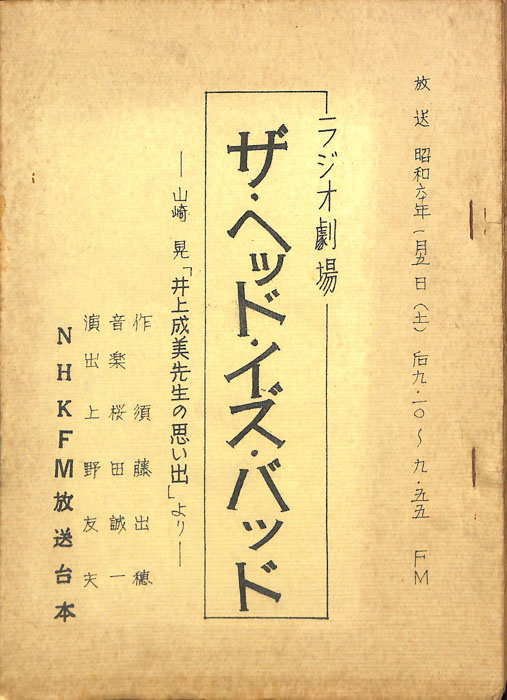 放送 昭和六十年一月五日(土)后九・一〇〜九・五五 FM
ラジオ劇場
ザ・ヘッド・イズ・バッド
―山崎 晃「井上成美先生の思い出」より―
作 須藤出穂
音楽 桜田誠一
演出 上野友夫
NHKFM放送台本